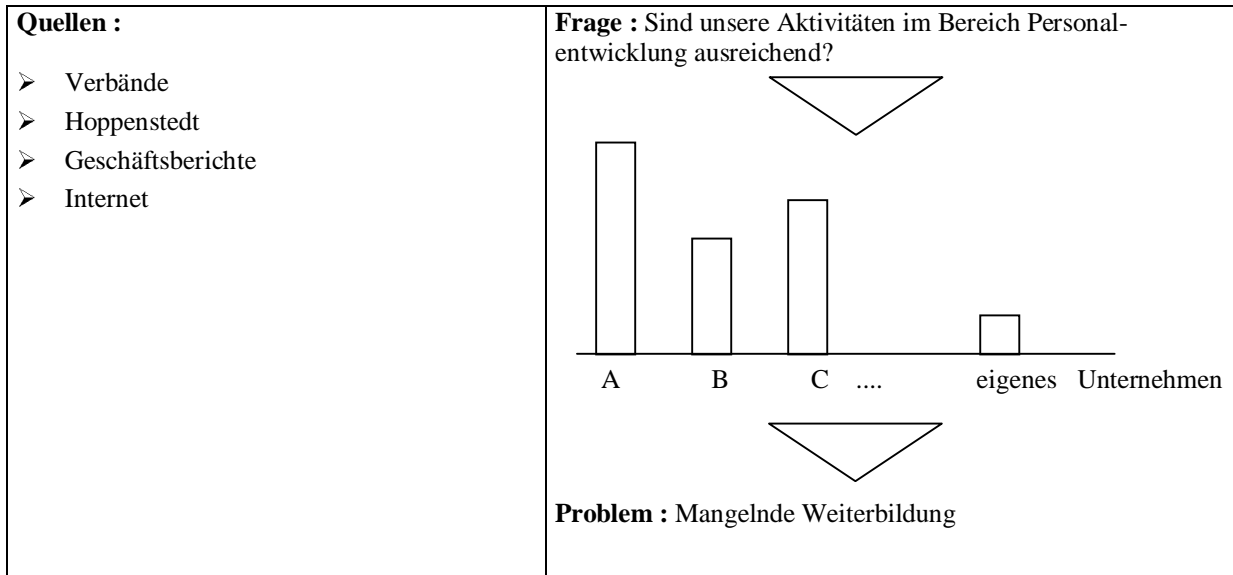 Quellen :
➢ Verbände
➢ Hoppenstedt
➢ Geschäftsberichte
➢ Internet
Frage : Sind unsere Aktivitäten im Bereich Personal-
entwicklung ausreichend?
A B C .... eigenes Unternehmen
Problem : Mangelnde Weiterbildung